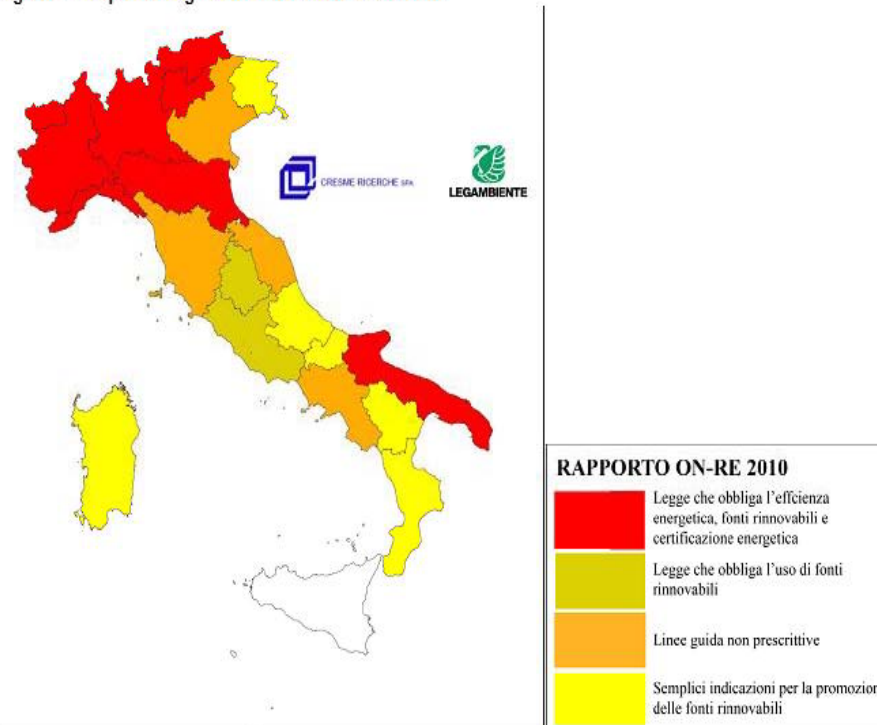 CRESME RICERCHE SPA
LEGAMBIENTE
RAPPORTO ON-RE 2010
Legge che obbliga l'effcienza
energetica, fonti rinnovabili e
certificazione energetica
Legge che obbliga l'uso di fonti
rinnovabili
Linee guida non prescrittive
Semplici indicazioni per la promozion
delle fonti rinnovabili